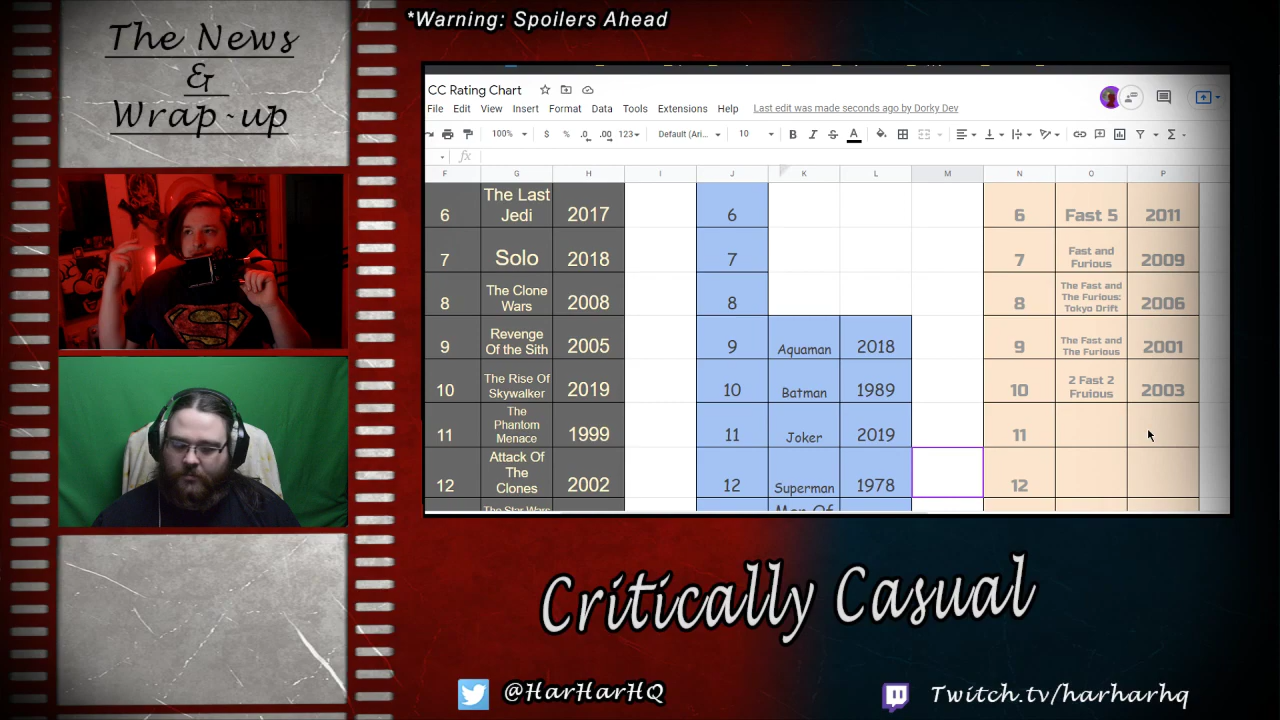 The News
&
Wrap-up
*Warning: Spoilers Ahead
CC Rating Chart
File Edit View Insert Format Data Tools Extensions Help Last edit was made seconds ago by Dorky Dev
100% $ % .0 .00 123 Default (Ari... 10 B I S A
fx
F G H I J K L M N O P
6 The Last Jedi 2017 6 6 Fast 5 2011
7 Solo 2018 7 7 Fast and Furious 2009
8 The Clone Wars 2008 8 8 The Fast and The Furious: Tokyo Drift 2006
9 Revenge Of the Sith 2005 9 Aquaman 2018 9 The Fast and The Furious 2001
10 The Rise Of Skywalker 2019 10 Batman 1989 10 2 Fast 2 Fruious 2003
11 The Phantom Menace 1999 11 Joker 2019 11
12 Attack Of The Clones 2002 12 Superman 1978 12
The Star Wars Man Of
Critically Casual
@HarHarHQ
Twitch.tv/harharhq